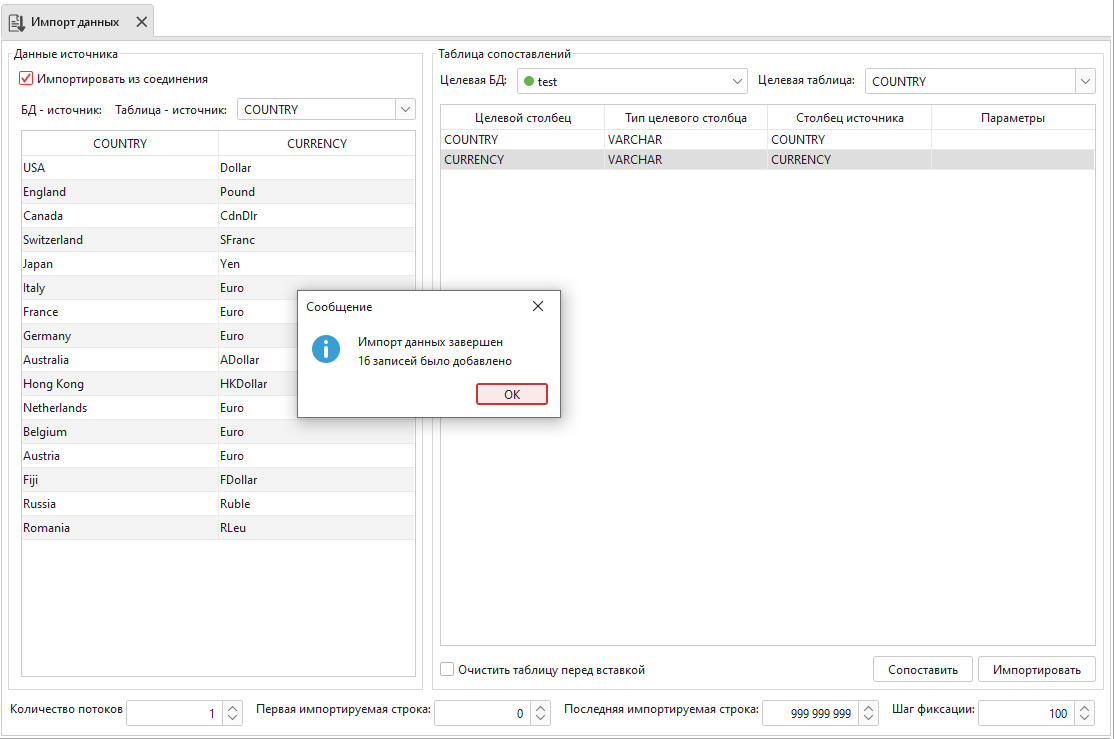 Импорт данных
Данные источника
Импортировать из соединения
БД - источник: Таблица - источник: COUNTRY
COUNTRY CURRENCY
USA Dollar
England Pound
Canada CdnDlr
Switzerland SFranc
Japan Yen
Italy Euro
France Euro
Germany Euro
Australia ADollar
Hong Kong HKDollar
Netherlands Euro
Belgium Euro
Austria Euro
Fiji FDollar
Russia Ruble
Romania RLeu
Таблица сопоставлений
Целевая БД: test Целевая таблица: COUNTRY
Целевой столбец Тип целевого столбца Столбец источника Параметры
COUNTRY VARCHAR COUNTRY
CURRENCY VARCHAR CURRENCY
Сообщение
Импорт данных завершен
16 записей было добавлено
OK
Очистить таблицу перед вставкой Сопоставить Импортировать
Количество потоков 1 Первая импортируемая строка: 0 Последняя импортируемая строка: 999 999 999 Шаг фиксации: 100